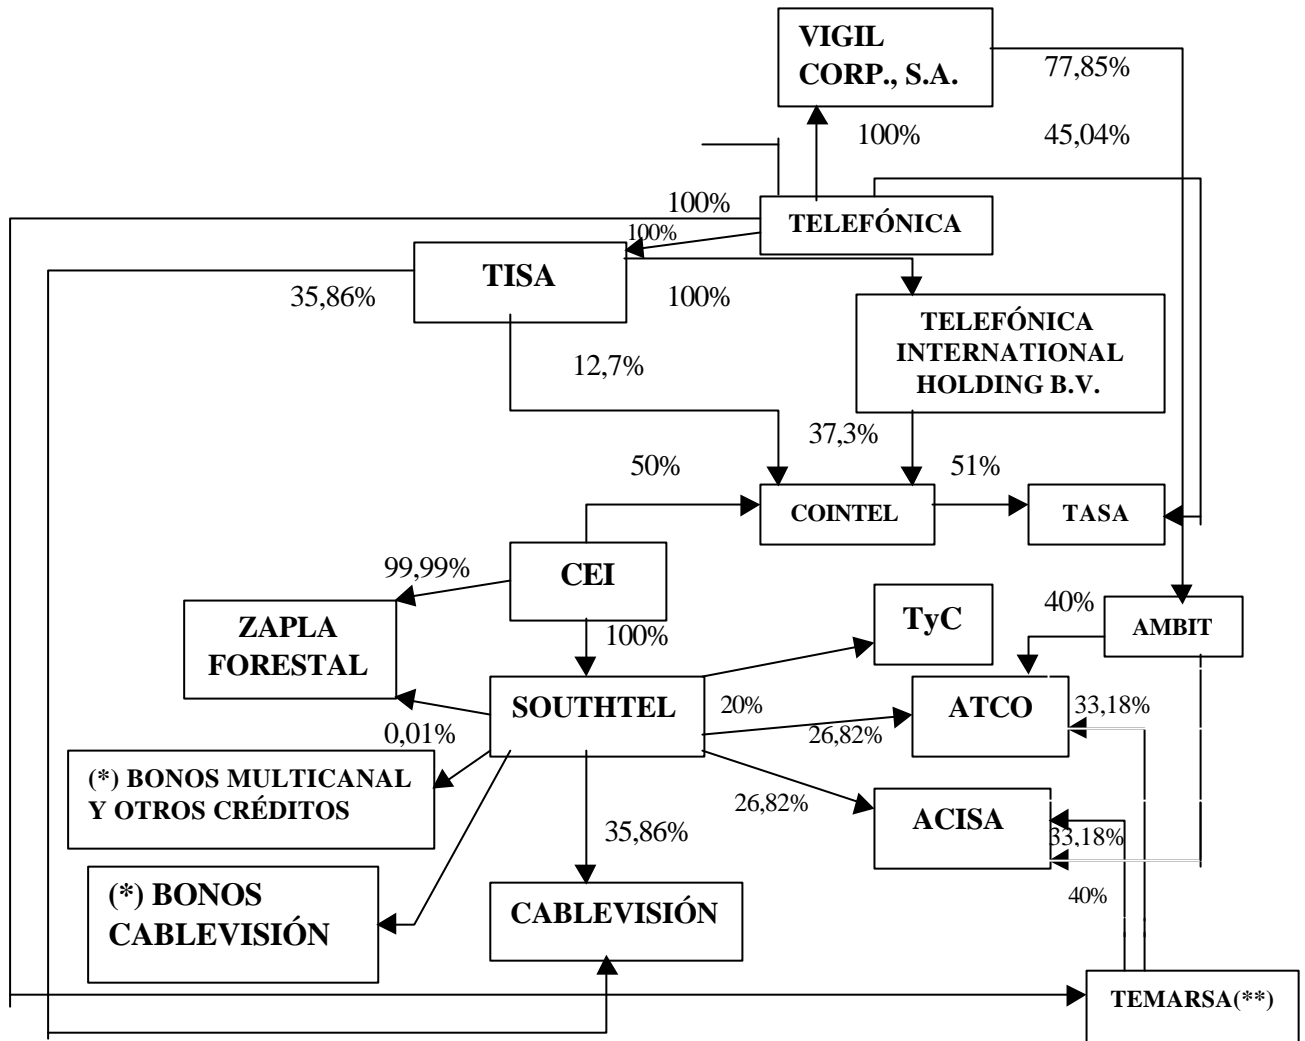 VIGIL
CORP., S.A.
77,85%
100%
45,04%
100%
TELEFÓNICA
100%
TISA
35,86%
100%
TELEFÓNICA
INTERNATIONAL
HOLDING B.V.
12,7%
37,3%
50%
51%
COINTEL
TASA
99,99%
CEI
40%
TyC
AMBIT
ZAPLA
FORESTAL
100%
SOUTHTEL
20%
ATCO
33,18%
0,01%
26,82%
(*) BONOS MULTICANAL
Y OTROS CRÉDITOS
26,82%
ACISA
35,86%
33,18%
(*) BONOS
CABLEVISIÓN
CABLEVISIÓN
40%
TEMARSA(**)